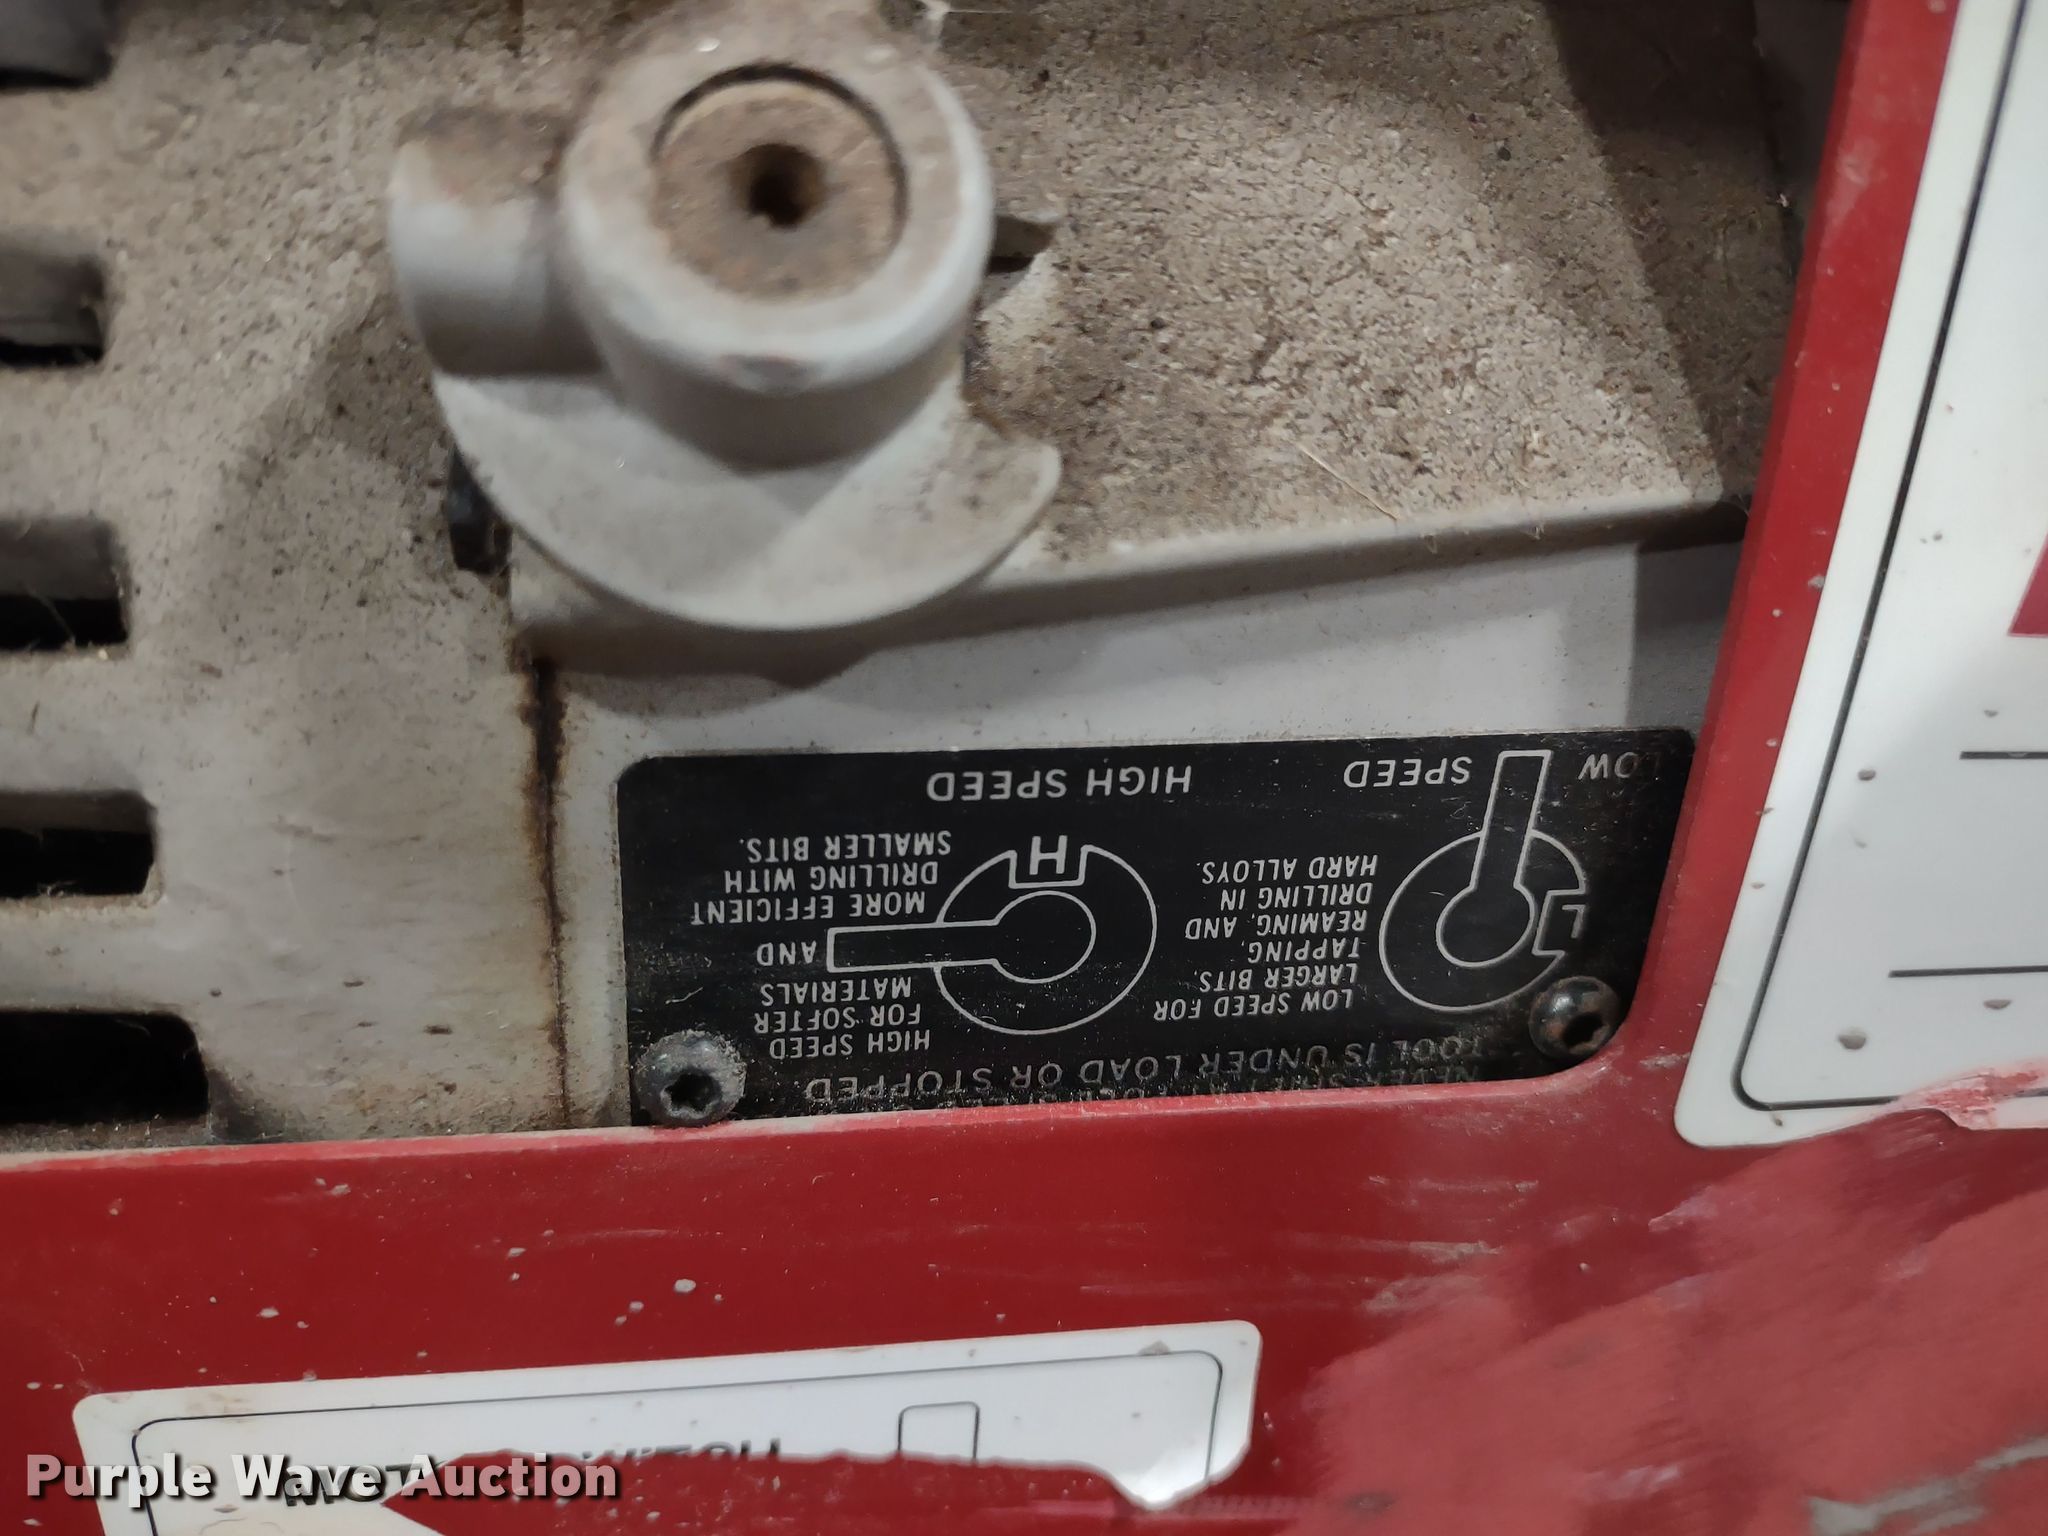 TOOL IS UNDER LOAD OR STOPPED.
LOW SPEED FOR
LARGER BITS,
TAPPING,
REAMING, AND
DRILLING IN
HARD ALLOYS.
L
LOW SPEED
HIGH SPEED
FOR SOFTER
MATERIALS
AND
MORE EFFICIENT
DRILLING WITH
SMALLER BITS.
H
HIGH SPEED
Purple Wave Auction